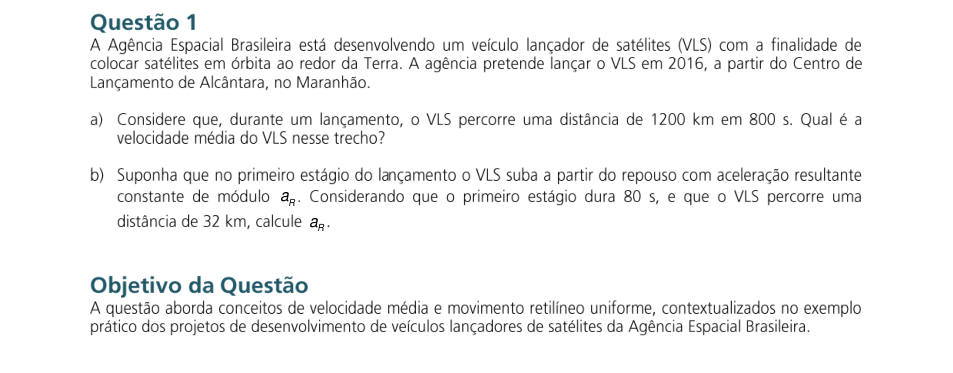 Questão 1
A Agência Espacial Brasileira está desenvolvendo um veículo lançador de satélites (VLS) com a finalidade de
colocar satélites em órbita ao redor da Terra. A agência pretende lançar o VLS em 2016, a partir do Centro de
Lançamento de Alcântara, no Maranhão.
a) Considere que, durante um lançamento, o VLS percorre uma distância de 1200 km em 800 s. Qual é a
velocidade média do VLS nesse trecho?
b) Suponha que no primeiro estágio do lançamento o VLS suba a partir do repouso com aceleração resultante
constante de módulo a_R. Considerando que o primeiro estágio dura 80 s, e que o VLS percorre uma
distância de 32 km, calcule a_R.
Objetivo da Questão
A questão aborda conceitos de velocidade média e movimento retilíneo uniforme, contextualizados no exemplo
prático dos projetos de desenvolvimento de veículos lançadores de satélites da Agência Espacial Brasileira.